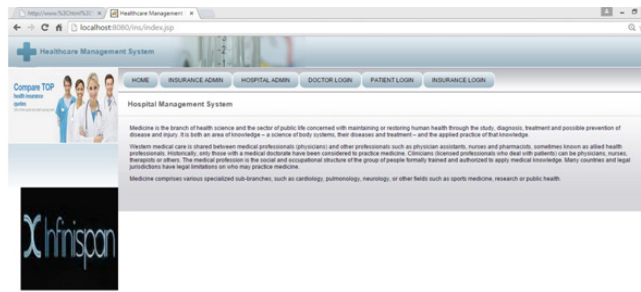 Healthcare Management
localhost:8080/ins/index.jsp
Healthcare Management System
Compare TOP
health insurance
quotes
HOME INSURANCE ADMIN HOSPITAL ADMIN DOCTOR LOGIN PATIENT LOGIN INSURANCE LOGIN
Hospital Management System
Medicine is the branch of health science and the sector of public life concerned with maintaining or restoring human health through the study, diagnosis, treatment and possible prevention of
disease and injury. It is both an area of knowledge – a science of body systems, their diseases and treatment – and the applied practice of that knowledge.
Western medical care is shared between medical professionals (physicians) and other professionals such as physician assistants, nurses and pharmacists, sometimes known as allied health
professionals. Historically, only those with a medical doctorate have been considered to practice medicine. Clinicians (licensed professionals who deal with patients) can be physicians, nurses,
therapists or others. The medical profession is the social and occupational structure of the group of people formally trained and authorized to apply medical knowledge. Many countries and legal
jurisdictions have legal limitations on who may practice medicine.
Medicine comprises various specialized sub-branches, such as cardiology, pulmonology, neurology, or other fields such as sports medicine, research or public health.
Infinispan